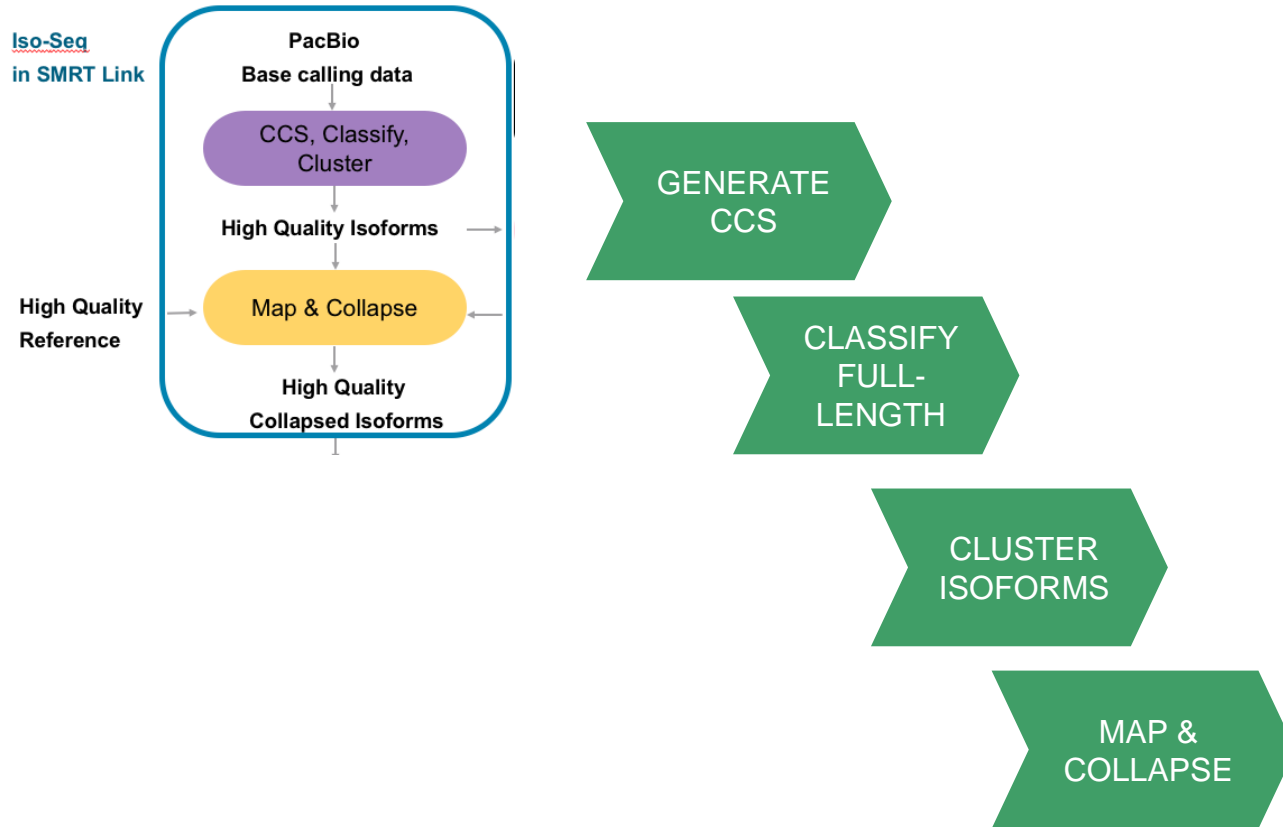 Iso-Seq
in SMRT Link
PacBio
Base calling data
CCS, Classify,
Cluster
High Quality Isoforms
High Quality
Reference
Map & Collapse
High Quality
Collapsed Isoforms
GENERATE
CCS
CLASSIFY
FULL-
LENGTH
CLUSTER
ISOFORMS
MAP &
COLLAPSE